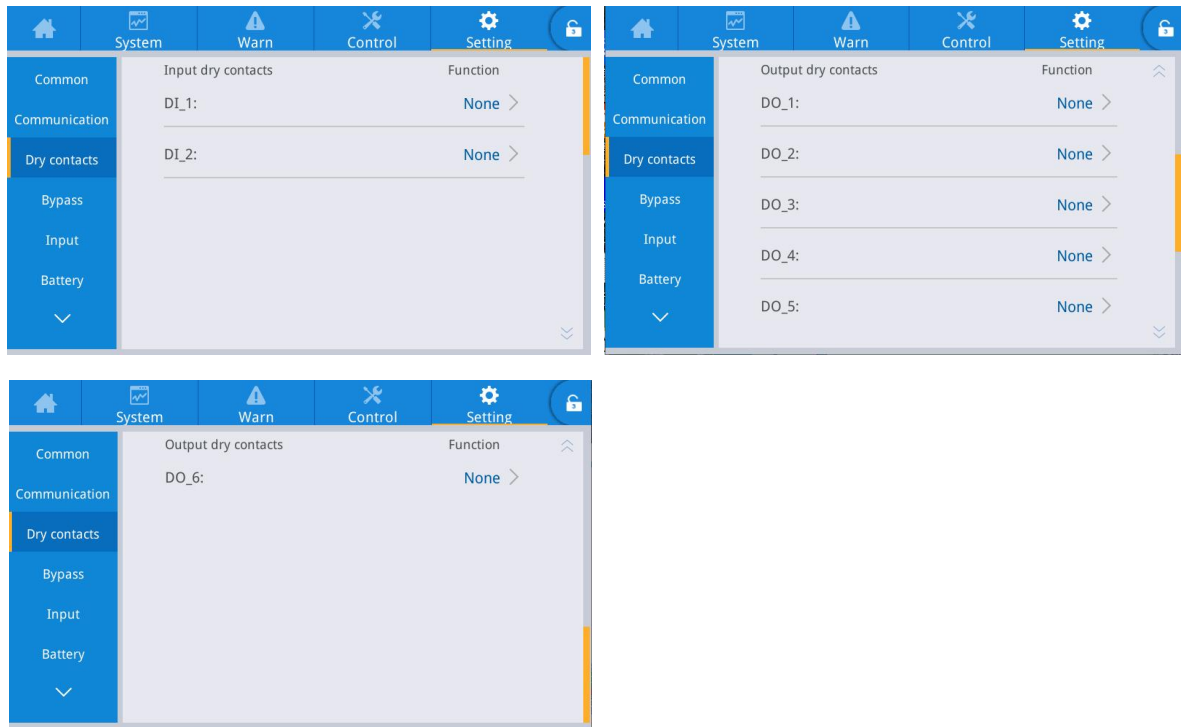 System Warn Control Setting
Common
Communication
Dry contacts
Bypass
Input
Battery
Input dry contacts Function
DI_1: None
DI_2: None
System Warn Control Setting
Common
Communication
Dry contacts
Bypass
Input
Battery
Output dry contacts Function
DO_1: None
DO_2: None
DO_3: None
DO_4: None
DO_5: None
System Warn Control Setting
Common
Communication
Dry contacts
Bypass
Input
Battery
Output dry contacts Function
DO_6: None